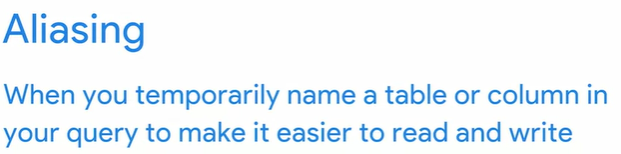 Aliasing
When you temporarily name a table or column in
your query to make it easier to read and write